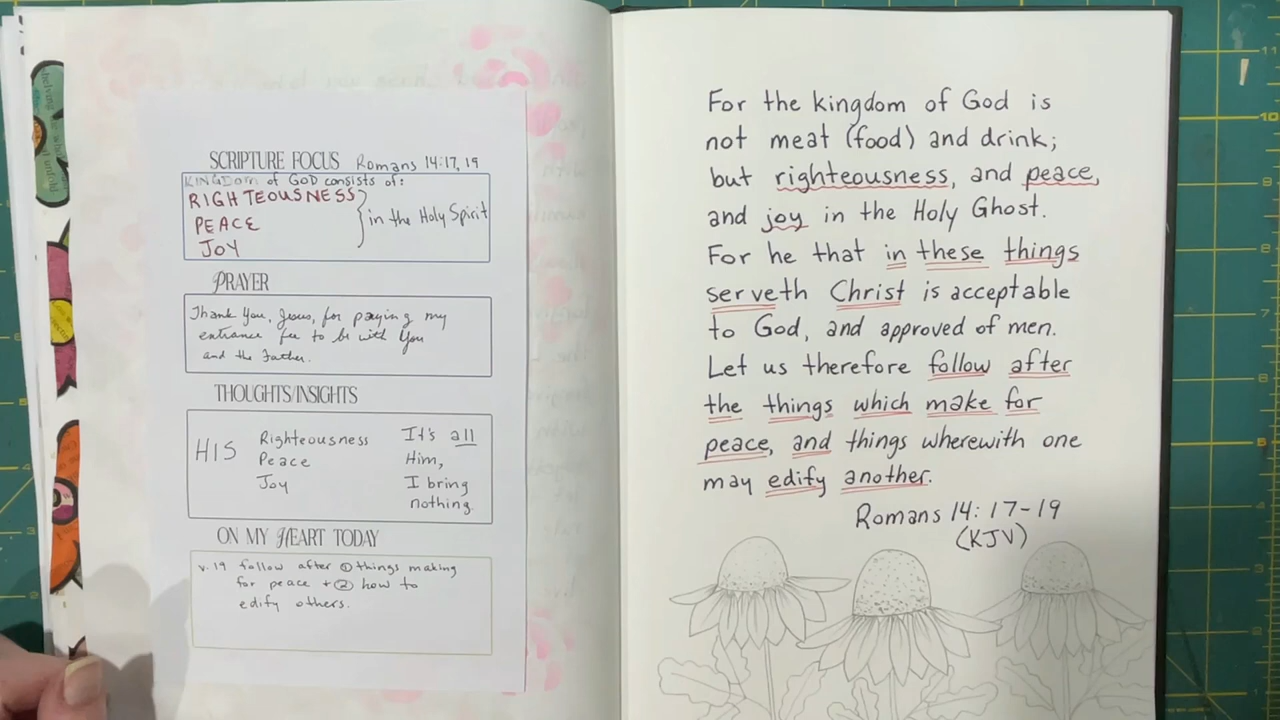 SCRIPTURE FOCUS Romans 14:17, 19
KINGDOM of GOD consists of:
RIGHTEOUSNESS
PEACE
JOY
in the Holy Spirit
PRAYER
Thank You, Jesus, for paying my
entrance fee to be with You
and the Father.
THOUGHTS/INSIGHTS
HIS
Righteousness
Peace
Joy
It's all
Him,
I bring
nothing.
ON MY HEART TODAY
v. 19 follow after ① things making
for peace + ② how to
edify others.
For the kingdom of God is
not meat (food) and drink;
but righteousness, and peace,
and joy in the Holy Ghost.
For he that in these things
serveth Christ is acceptable
to God, and approved of men.
Let us therefore follow after
the things which make for
peace, and things wherewith one
may edify another.
Romans 14:17-19
(KJV)